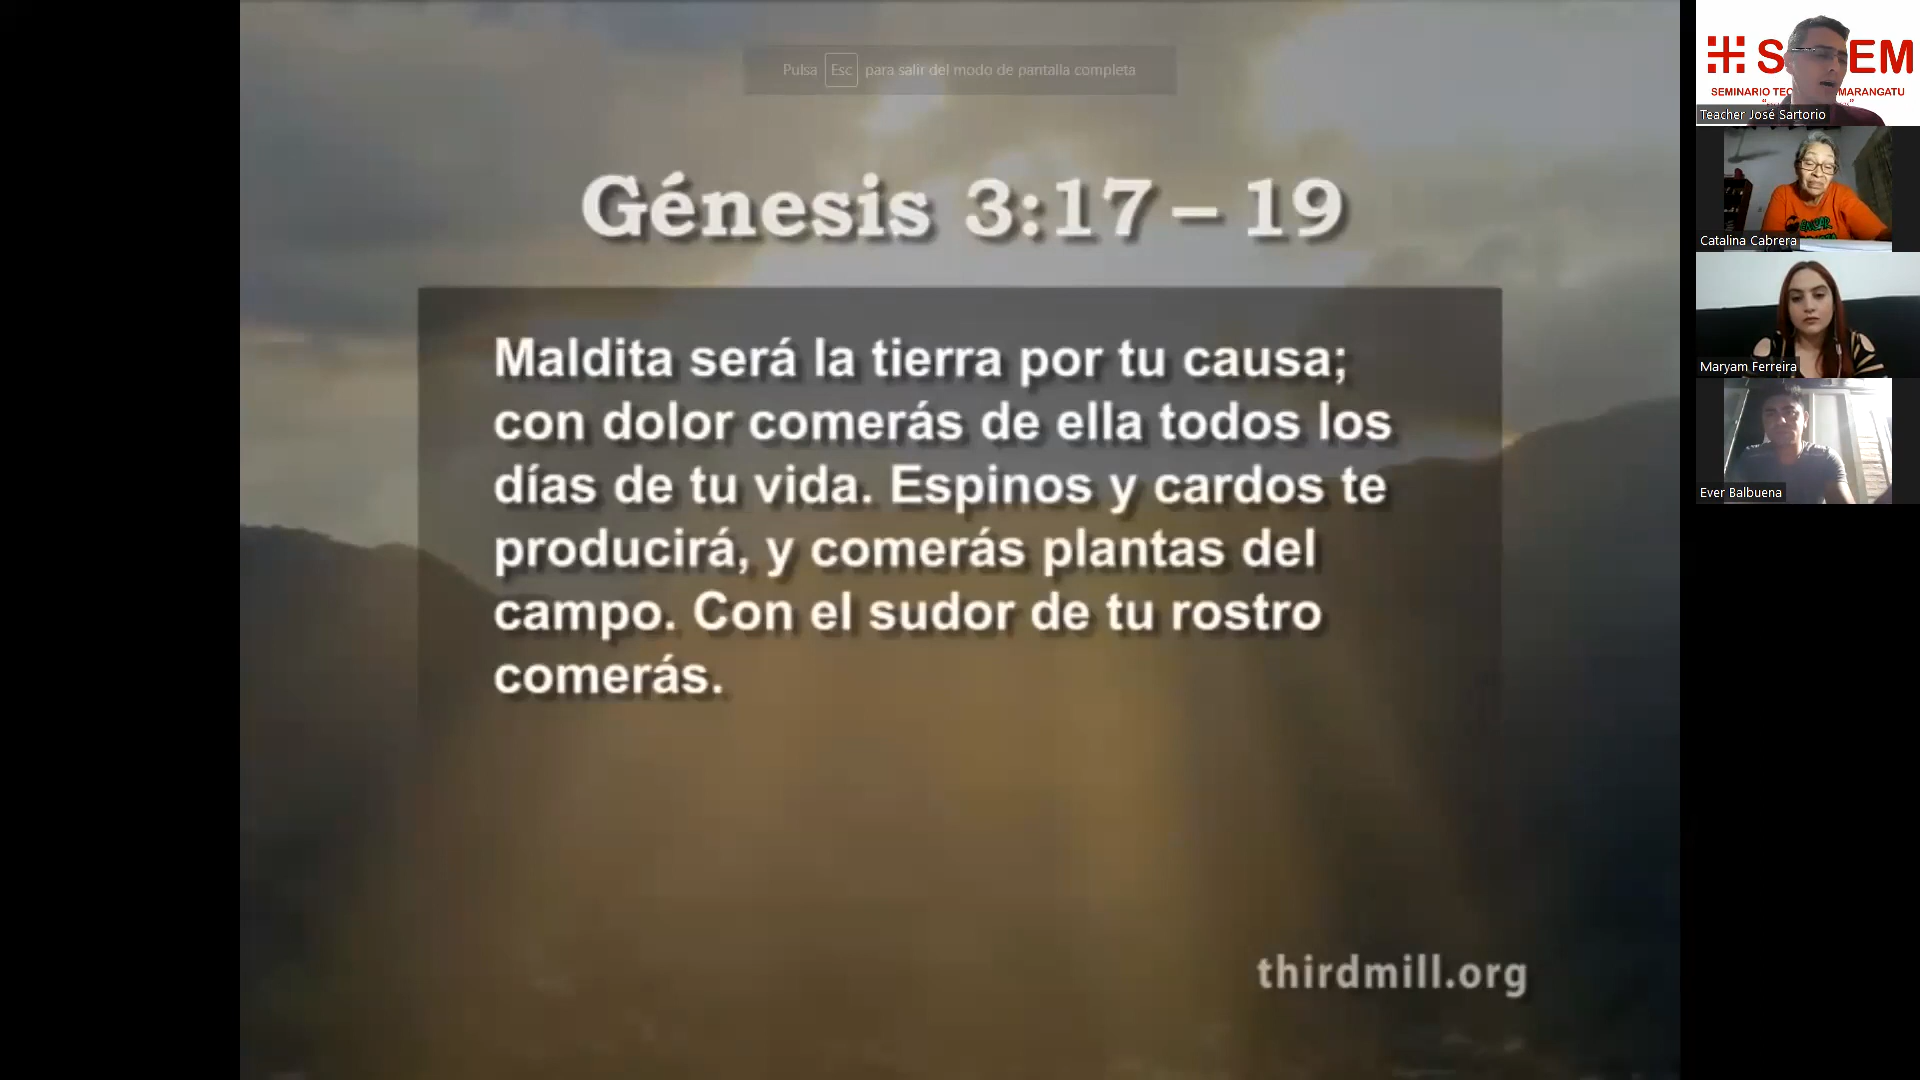 Pulsa Esc para salir del modo de pantalla completa
Génesis 3:17 – 19
Maldita será la tierra por tu causa;
con dolor comerás de ella todos los
días de tu vida. Espinos y cardos te
producirá, y comerás plantas del
campo. Con el sudor de tu rostro
comerás.
thirdmill.org
SEMINARIO
MARANGATU
Teacher José Sartorio
Catalina Cabrera
Maryam Ferreira
Ever Balbuena